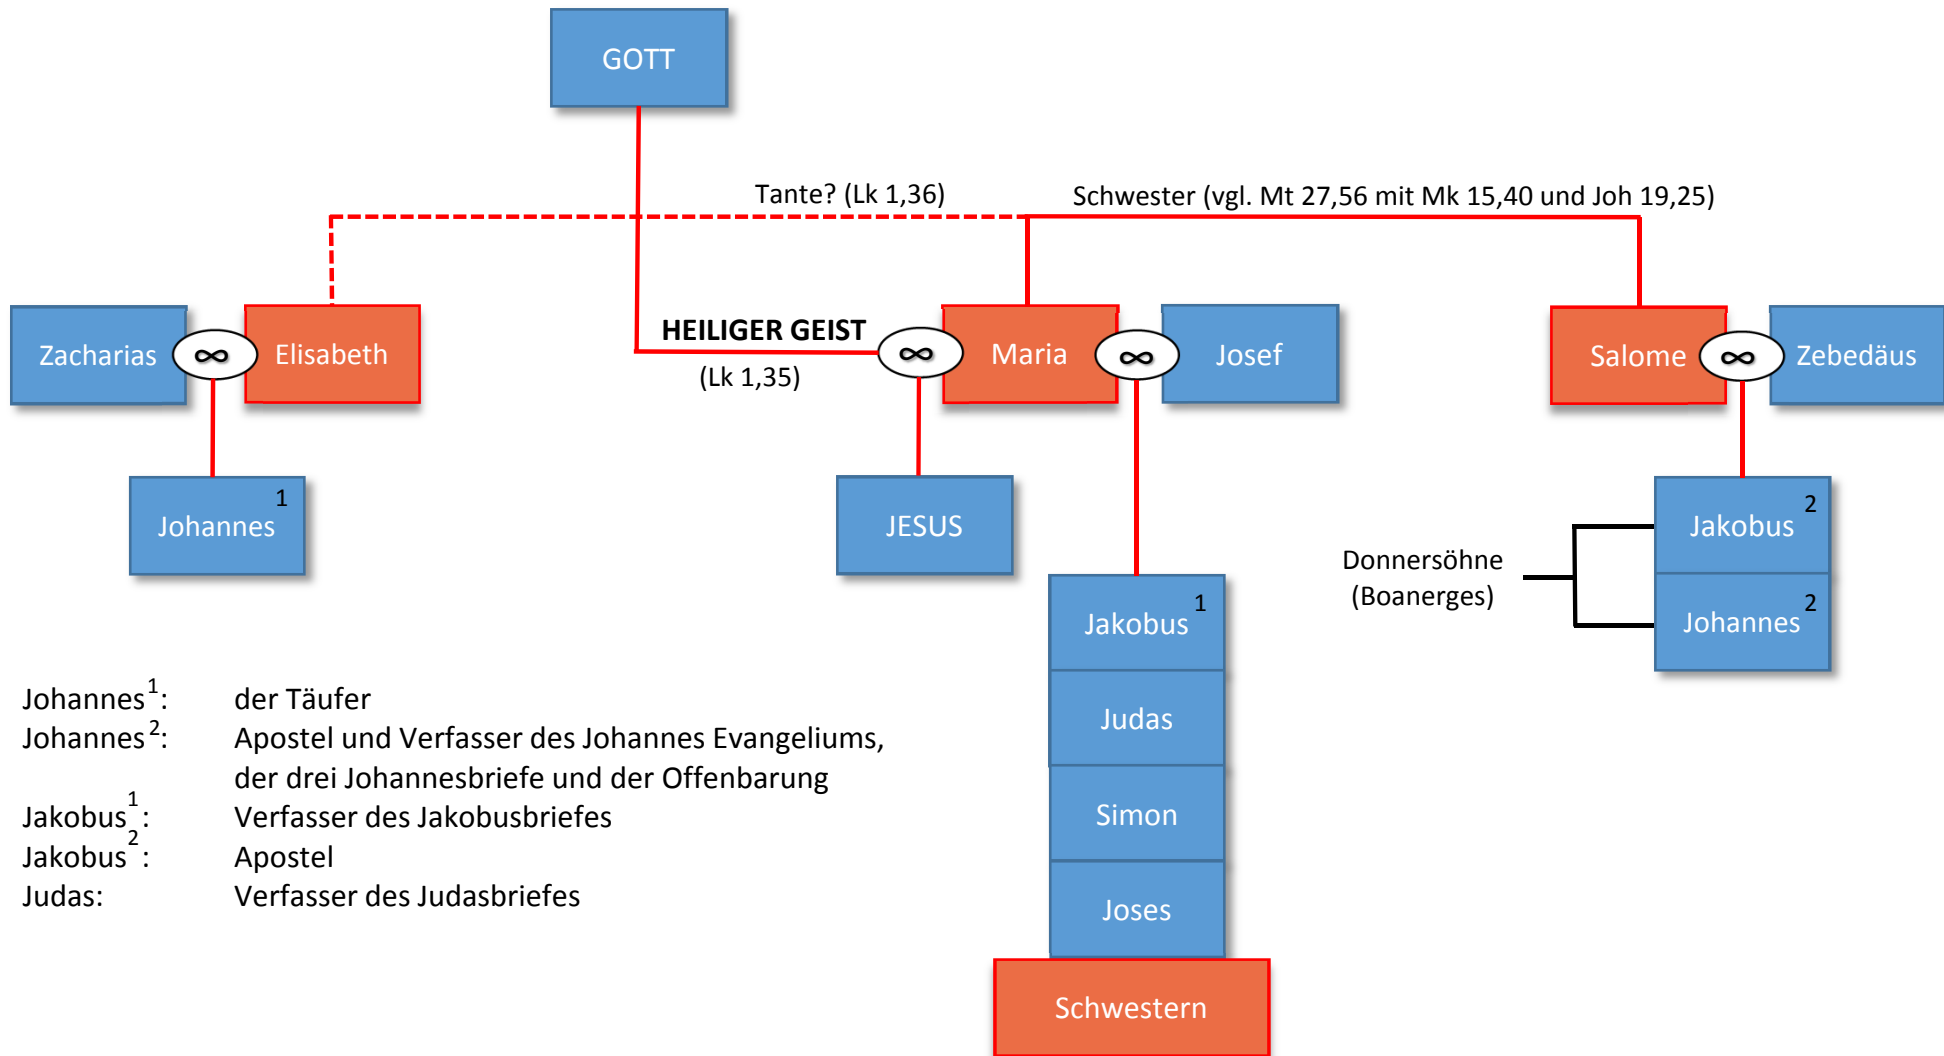 GOTT
Tante? (Lk 1,36)
Schwester (vgl. Mt 27,56 mit Mk 15,40 und Joh 19,25)
Zacharias
∞
Elisabeth
HEILIGER GEIST
(Lk 1,35)
∞
Maria
∞
Josef
Salome
∞
Zebedäus
Johannes 1
JESUS
Jakobus 1
Judas
Simon
Joses
Schwestern
Donnersöhne
(Boanerges)
Jakobus 2
Johannes 2
Johannes1: der Täufer
Johannes2: Apostel und Verfasser des Johannes Evangeliums,
der drei Johannesbriefe und der Offenbarung
Jakobus1: Verfasser des Jakobusbriefes
Jakobus2: Apostel
Judas: Verfasser des Judasbriefes